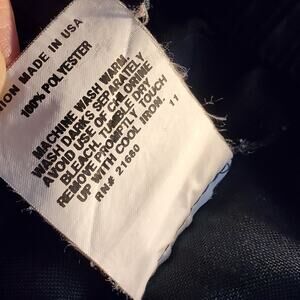 ION MADE IN USA
100% POLYESTER
MACHINE WASH WARM,
WASH DARKS SEPARATELY
AVOID USE OF CHLORINE
BLEACH, TUMBLE DRY
REMOVE PROMPTLY, TOUCH
UP WITH COOL IRON. 11
RN# 21680